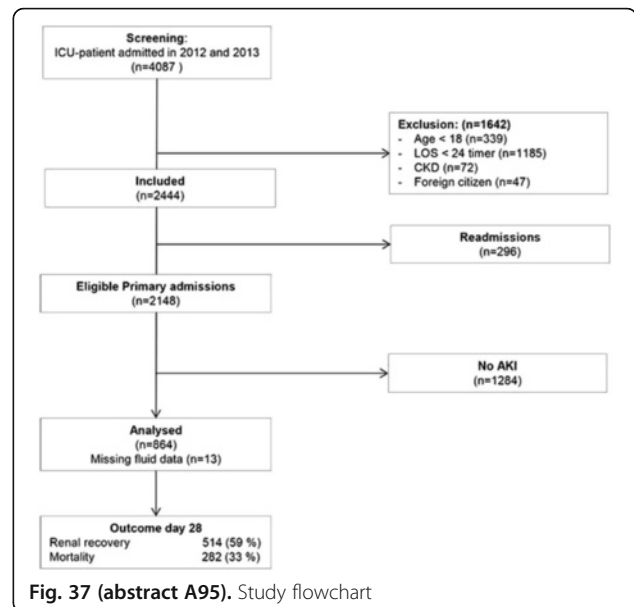 Screening:
ICU-patient admitted in 2012 and 2013
(n=4087 )
Exclusion: (n=1642)
- Age < 18 (n=339)
- LOS < 24 timer (n=1185)
- CKD (n=72)
- Foreign citizen (n=47)
Included
(n=2444)
Readmissions
(n=296)
Eligible Primary admissions
(n=2148)
No AKI
(n=1284)
Analysed
(n=864)
Missing fluid data (n=13)
Outcome day 28
Renal recovery 514 (59 %)
Mortality 282 (33 %)
Fig. 37 (abstract A95). Study flowchart